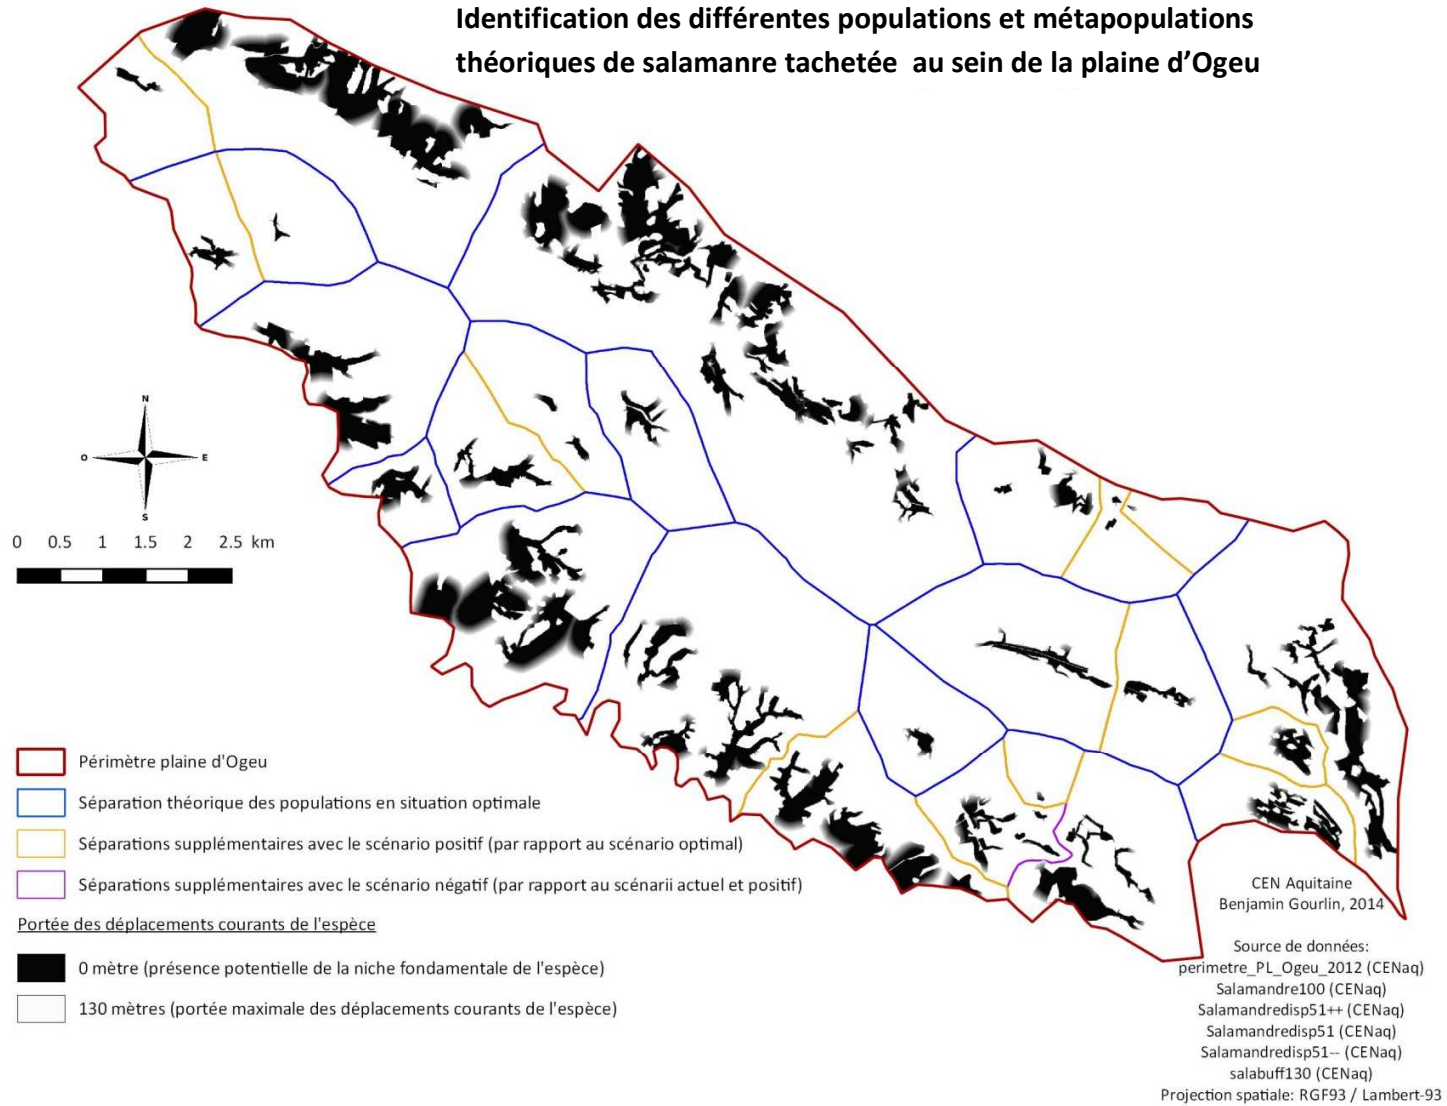 Identification des différentes populations et métapopulations
théoriques de salamanre tachetée au sein de la plaine d'Ogeu
N
O
E
S
0 0.5 1 1.5 2 2.5 km
Périmètre plaine d'Ogeu
Séparation théorique des populations en situation optimale
Séparations supplémentaires avec le scénario positif (par rapport au scénario optimal)
Séparations supplémentaires avec le scénario négatif (par rapport au scénarii actuel et positif)
Portée des déplacements courants de l'espèce
0 mètre (présence potentielle de la niche fondamentale de l'espèce)
130 mètres (portée maximale des déplacements courants de l'espèce)
CEN Aquitaine
Benjamin Gourlin, 2014
Source de données:
perimetre_PL_Ogeu_2012 (CENaq)
Salamandre100 (CENaq)
Salamandredisp51++ (CENaq)
Salamandredisp51 (CENaq)
Salamandredisp51-- (CENaq)
salabuff130 (CENaq)
Projection spatiale: RGF93 / Lambert-93